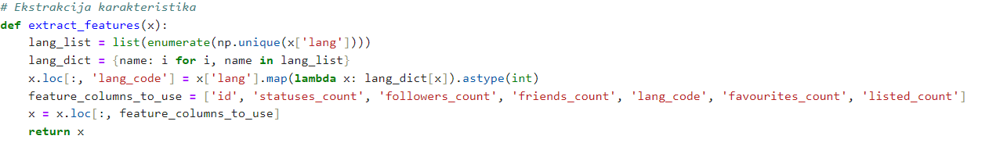 # Ekstrakcija karakteristika
def extract_features(x):
    lang_list = list(enumerate(np.unique(x['lang'])))
    lang_dict = {name: i for i, name in lang_list}
    x.loc[:, 'lang_code'] = x['lang'].map(lambda x: lang_dict[x]).astype(int)
    feature_columns_to_use = ['id', 'statuses_count', 'followers_count', 'friends_count', 'lang_code', 'favourites_count', 'listed_count']
    x = x.loc[:, feature_columns_to_use]
    return x